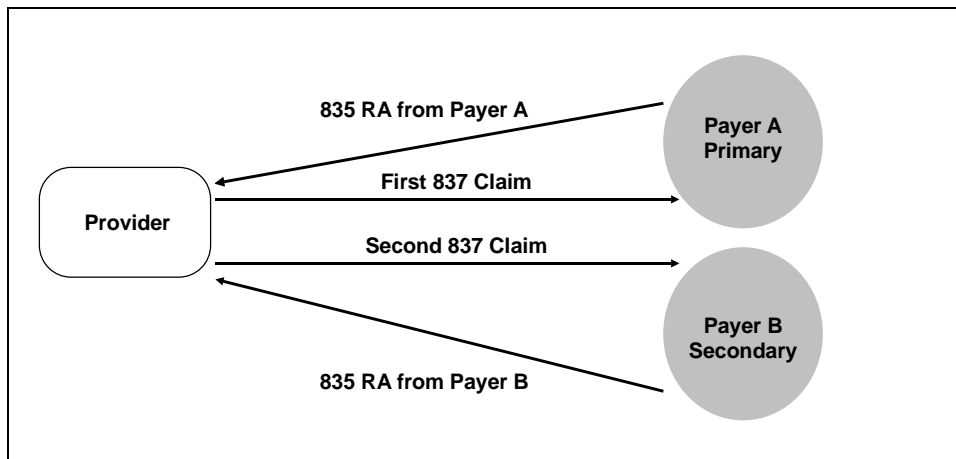 835 RA from Payer A
Payer A
Primary
First 837 Claim
Provider
Second 837 Claim
Payer B
Secondary
835 RA from Payer B